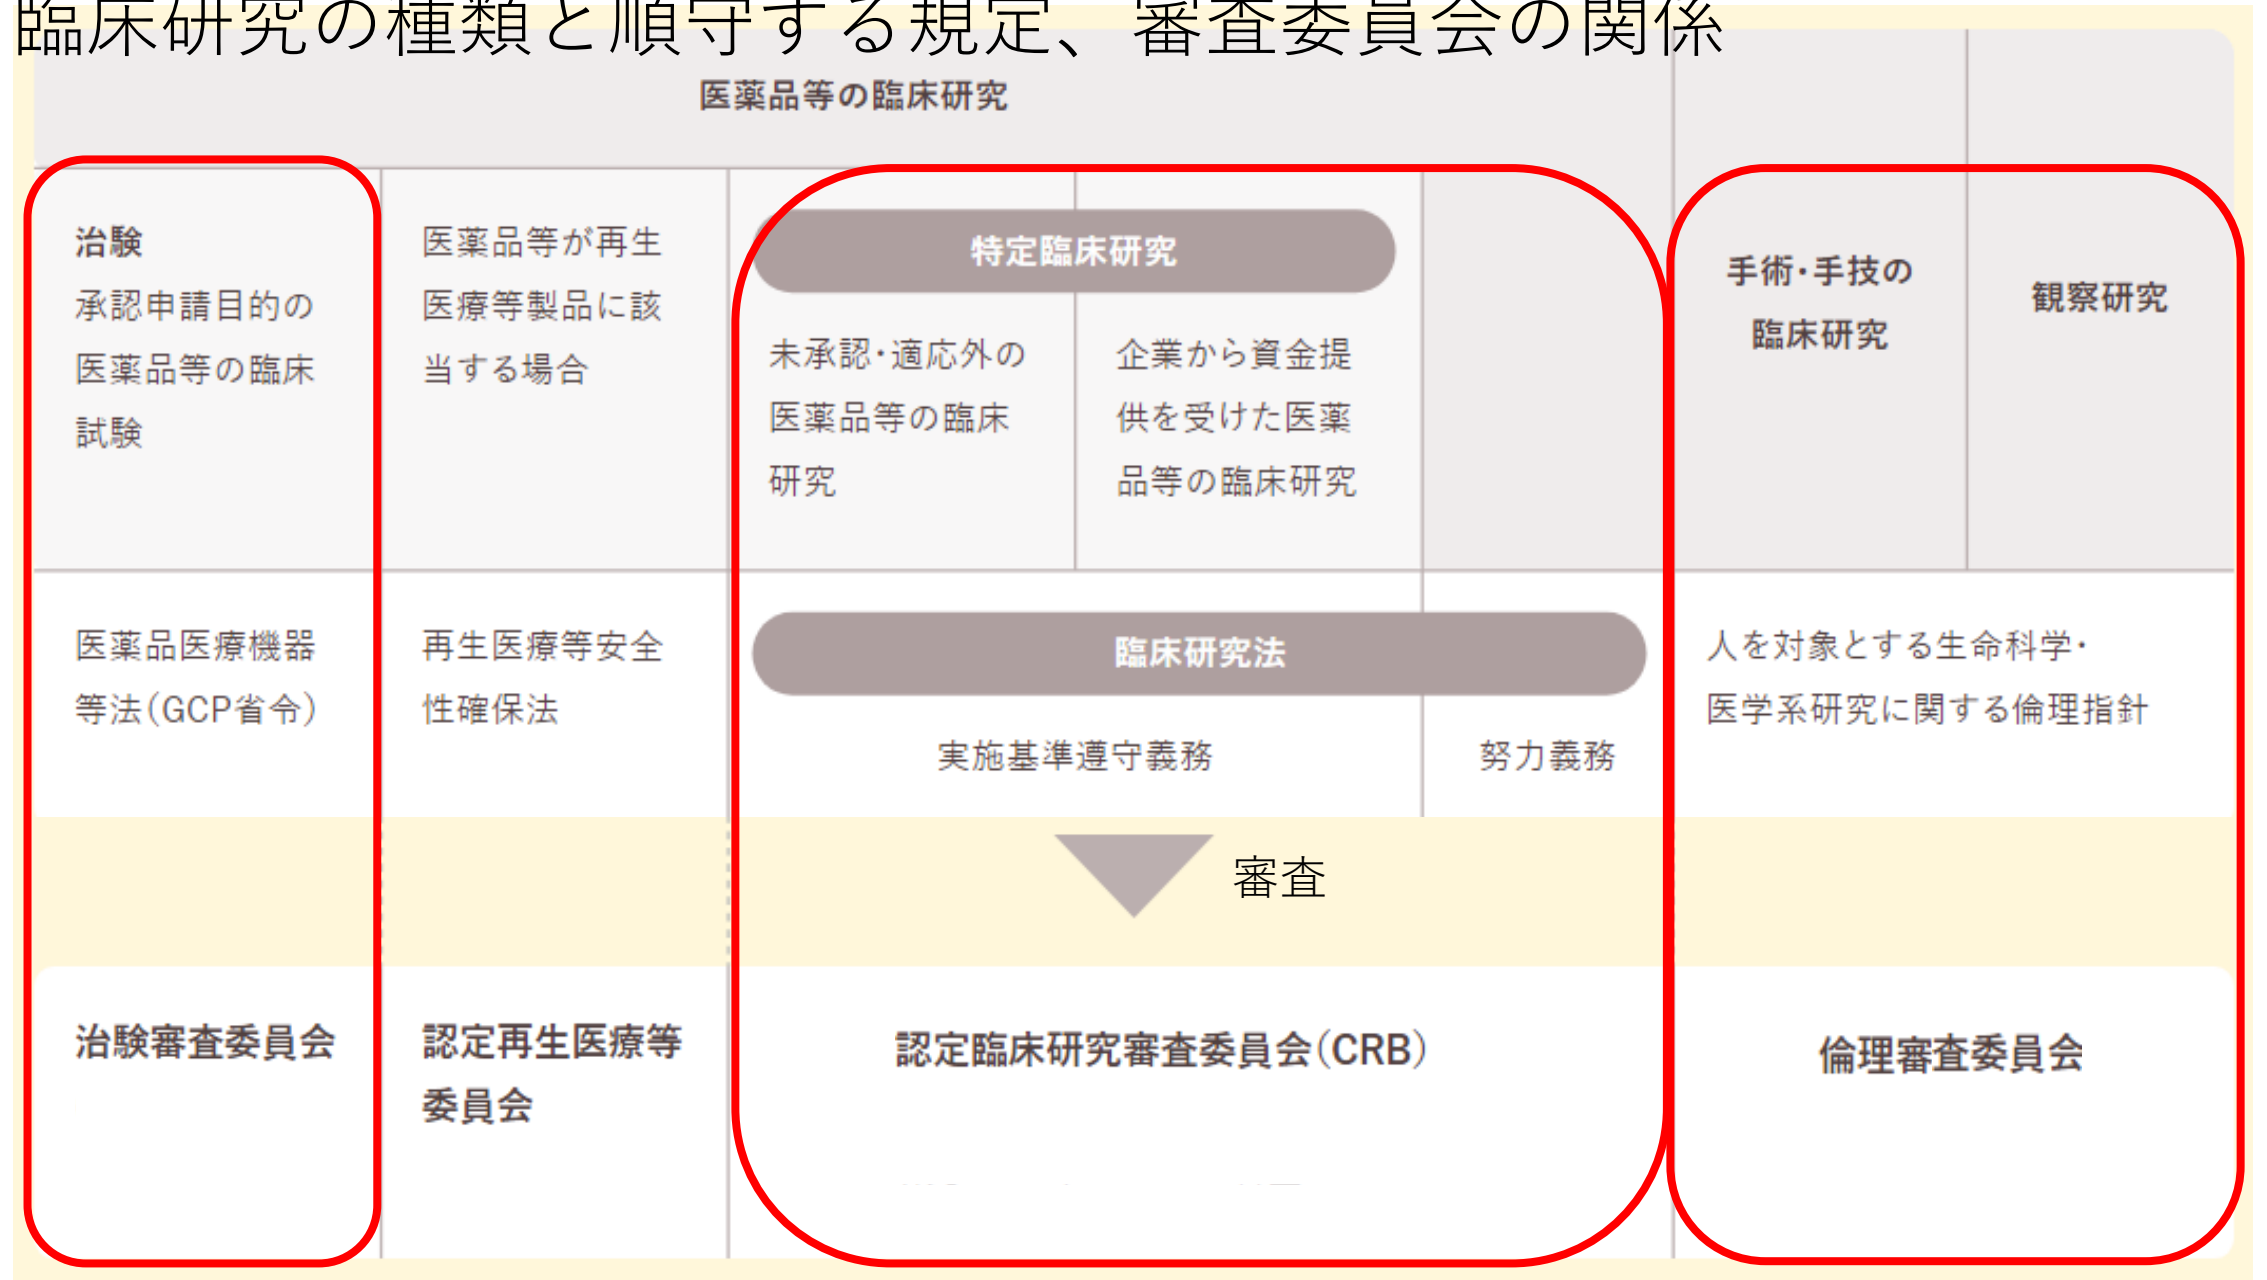 臨床研究の種類と順守する規定、審査委員会の関係
医薬品等の臨床研究
治験
承認申請目的の
医薬品等の臨床
試験
医薬品等が再生
医療等製品に該
当する場合
特定臨床研究
未承認・適応外の
医薬品等の臨床
研究
企業から資金提
供を受けた医薬
品等の臨床研究
手術・手技の
臨床研究
観察研究
医薬品医療機器
等法（GCP省令）
再生医療等安全
性確保法
臨床研究法
実施基準遵守義務
努力義務
人を対象とする生命科学・
医学系研究に関する倫理指針
審査
治験審査委員会
認定再生医療等
委員会
認定臨床研究審査委員会（CRB）
倫理審査委員会